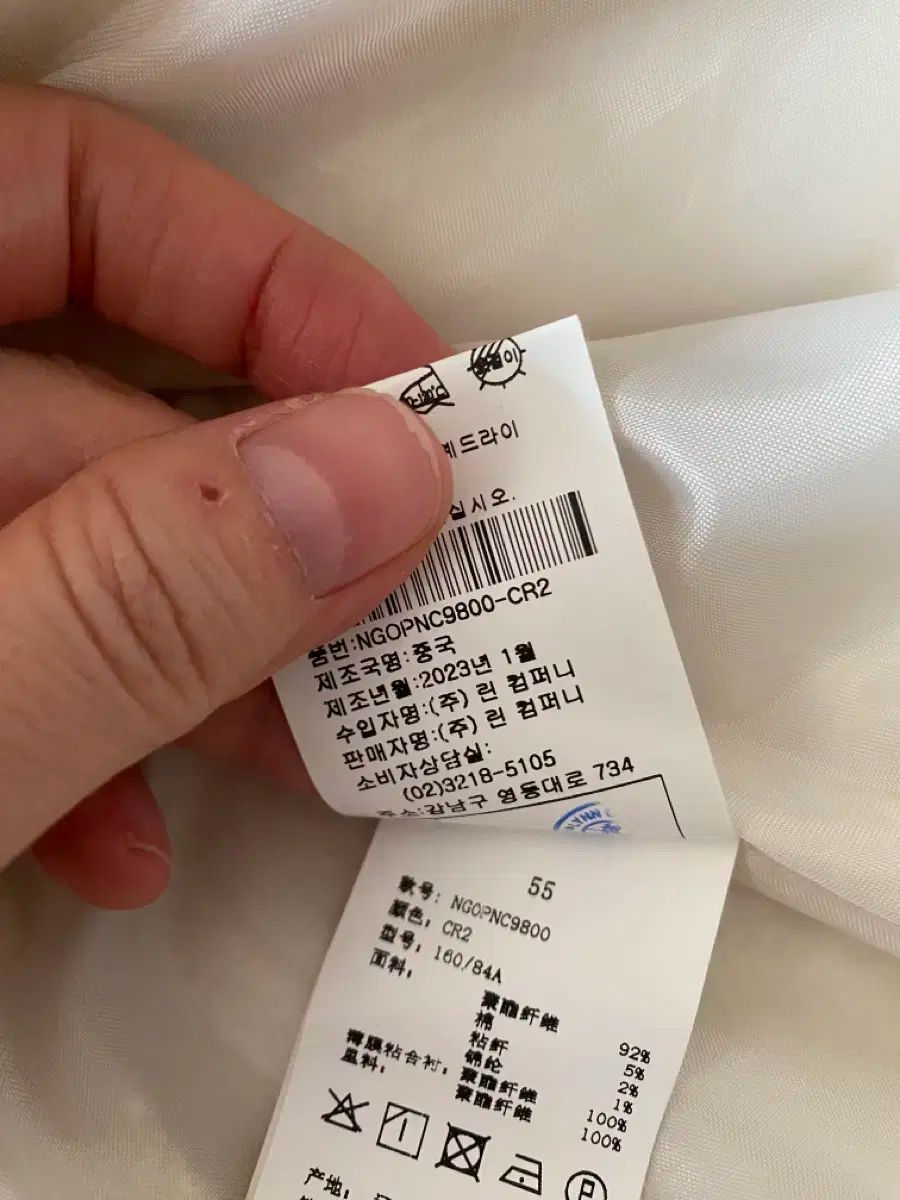 드라이
십시오.
품번:NGOPNC9800-CR2
제조국명:중국
제조년월:2023년 1월
수입자명:(주) 린 컴퍼니
판매자명:(주) 린 컴퍼니
소비자상담실:
(02)3218-5105
주소:강남구 영동대로 734
55
款号: NGOPNC9800
颜色: CR2
型号: 160/84A
面料:
聚酯纤维 92%
棉 5%
粘纤 2%
锦纶 1%
薄膜粘合衬: 聚酯纤维 100%
里料: 聚酯纤维 100%
P
产地: